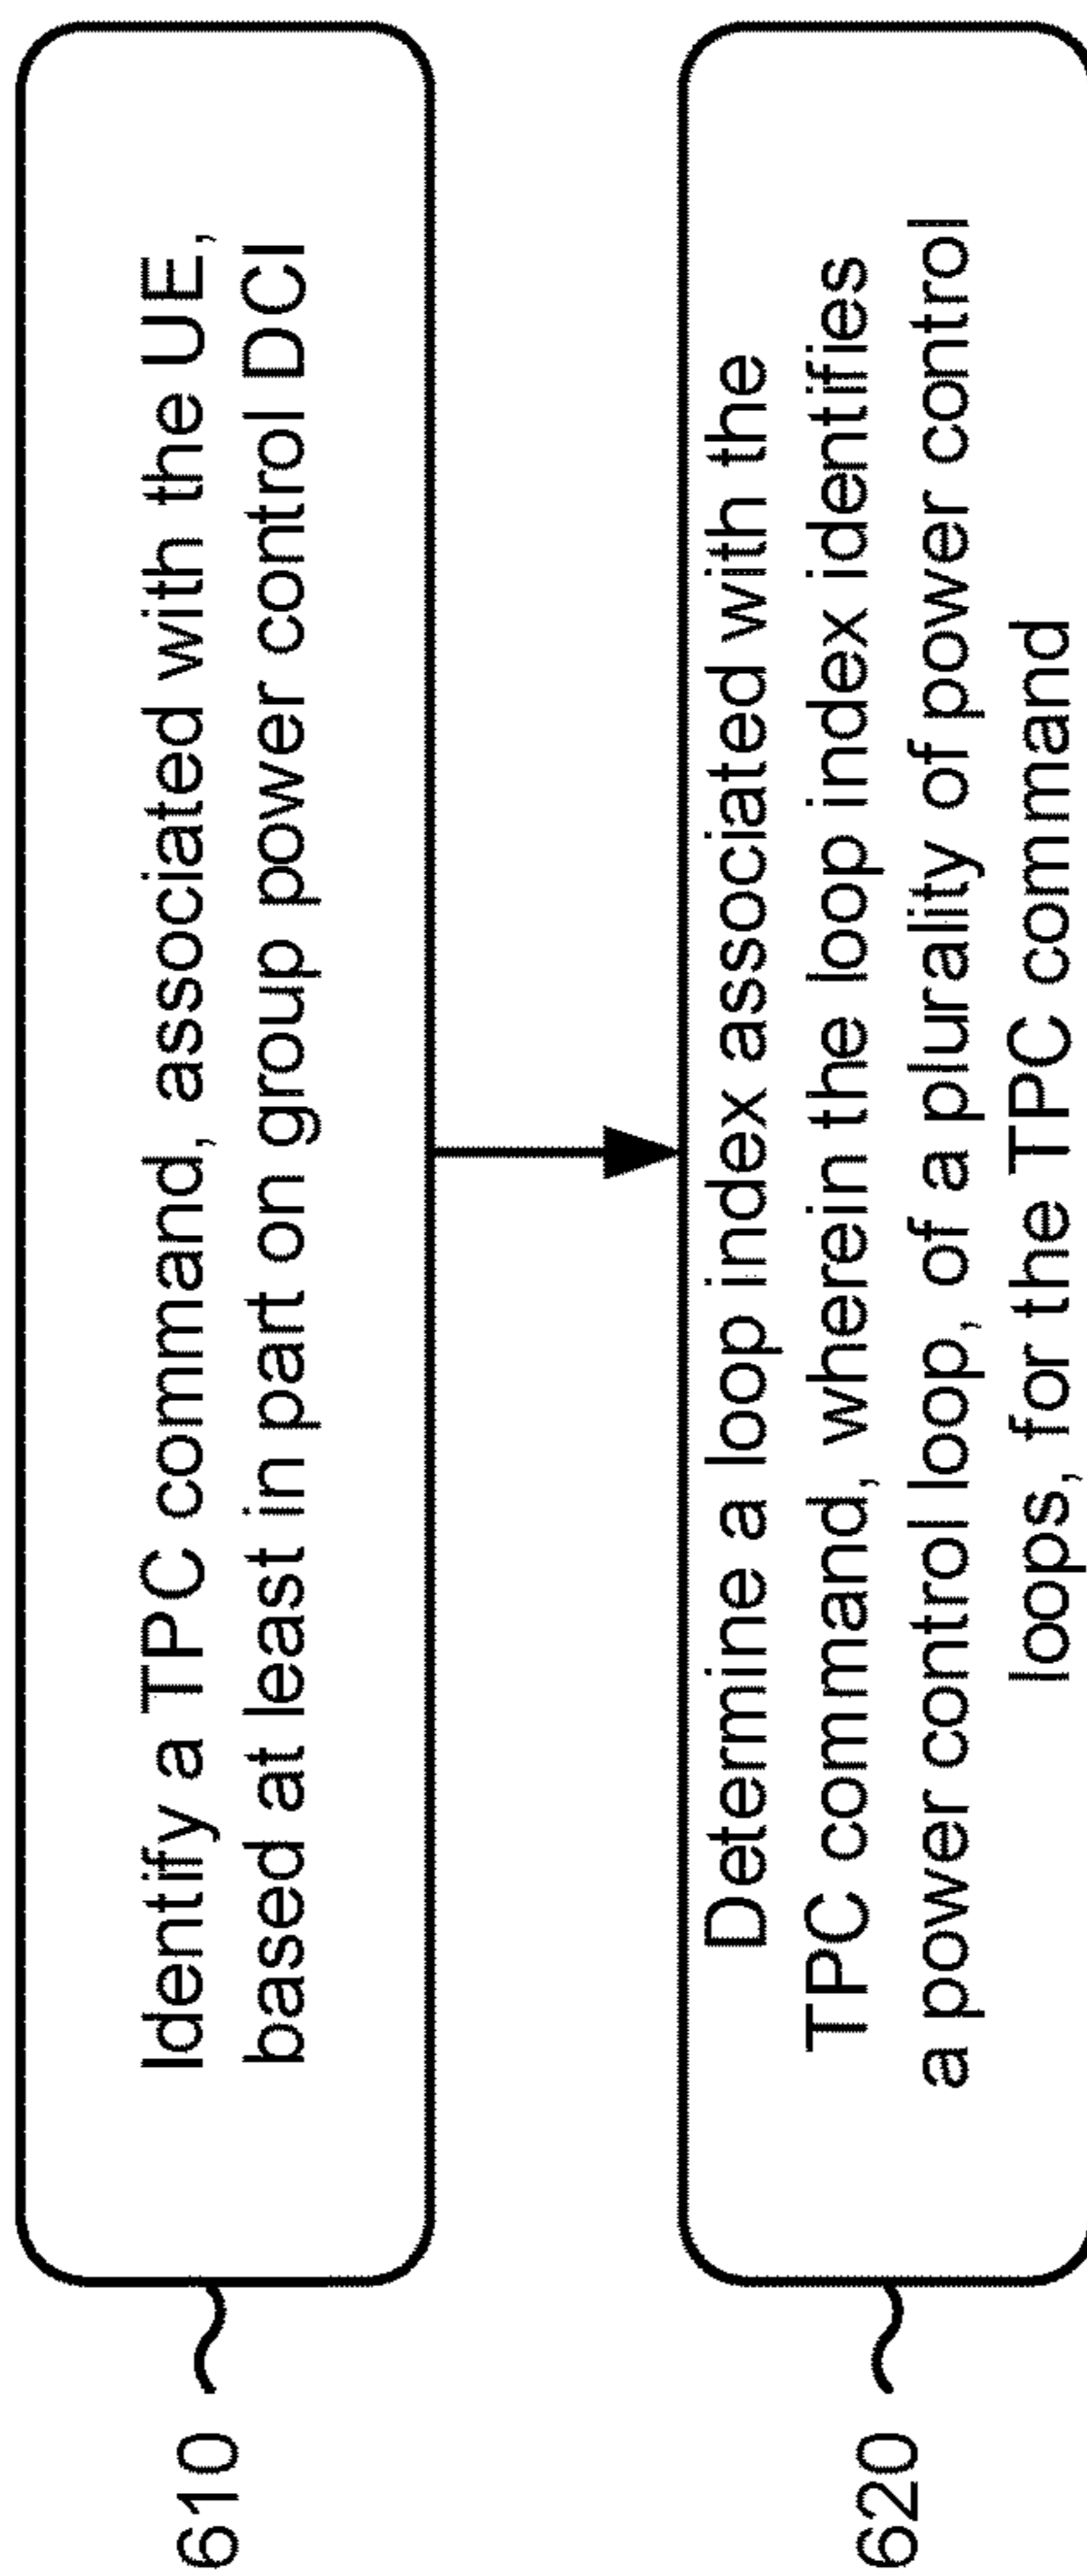 610
Identify a TPC command, associated with the UE,
based at least in part on group power control DCI
620
Determine a loop index associated with the
TPC command, wherein the loop index identifies
a power control loop, of a plurality of power control
loops, for the TPC command